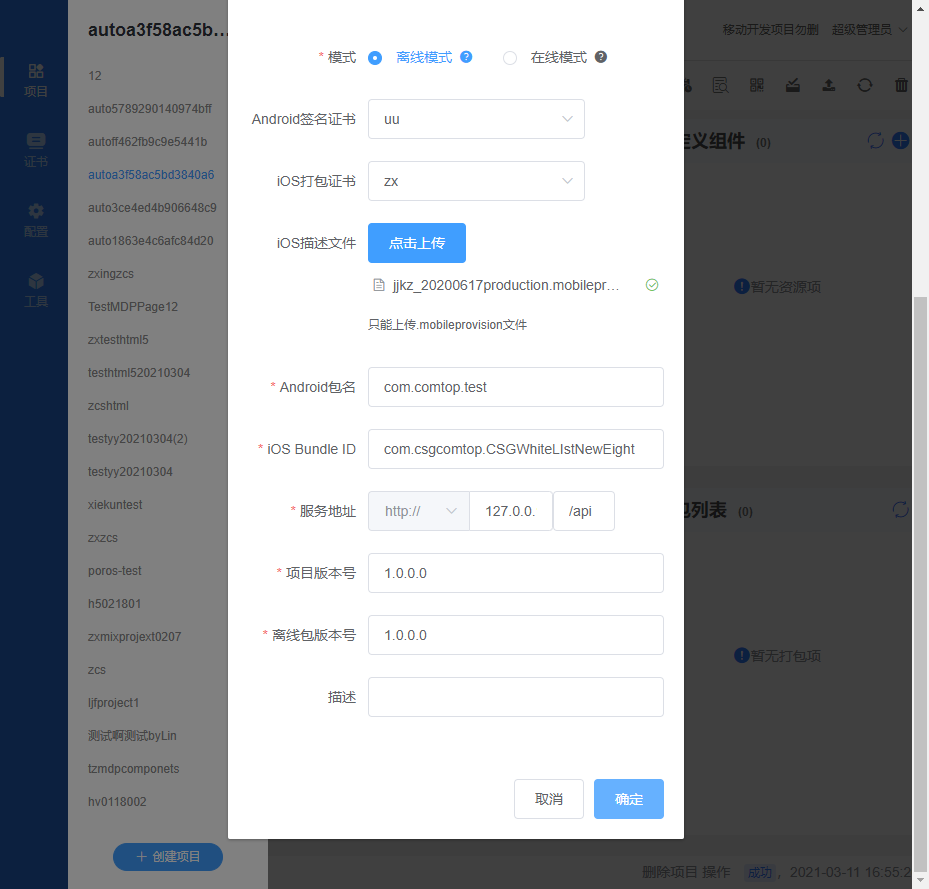 项目
证书
配置
工具
autoa3f58ac5b...
12
auto5789290140974bff
autoff462fb9c9e5441b
autoa3f58ac5bd3840a6
auto3ce4ed4b906648c9
auto1863e4c6afc84d20
zxingzcs
TestMDPPage12
zxtesthtml5
testhtml520210304
zcshtml
testyy20210304(2)
testyy20210304
xiekuntest
zxzcs
poros-test
h5021801
zxmixprojext0207
zcs
ljfproject1
测试啊测试byLin
tzmdpcomponets
hv0118002
创建项目
* 模式 离线模式 在线模式
Android签名证书 uu
iOS打包证书 zx
iOS描述文件 点击上传
jjkz_20200617production.mobilepr...
只能上传.mobileprovision文件
* Android包名 com.comtop.test
* iOS Bundle ID com.csgcomtop.CSGWhiteLIstNewEight
* 服务地址 http:// 127.0.0. /api
* 项目版本号 1.0.0.0
* 离线包版本号 1.0.0.0
描述
取消 确定
移动开发项目勿删 超级管理员
定义组件 (0)
暂无资源项
包列表 (0)
暂无打包项
删除项目 操作 成功 , 2021-03-11 16:55:2